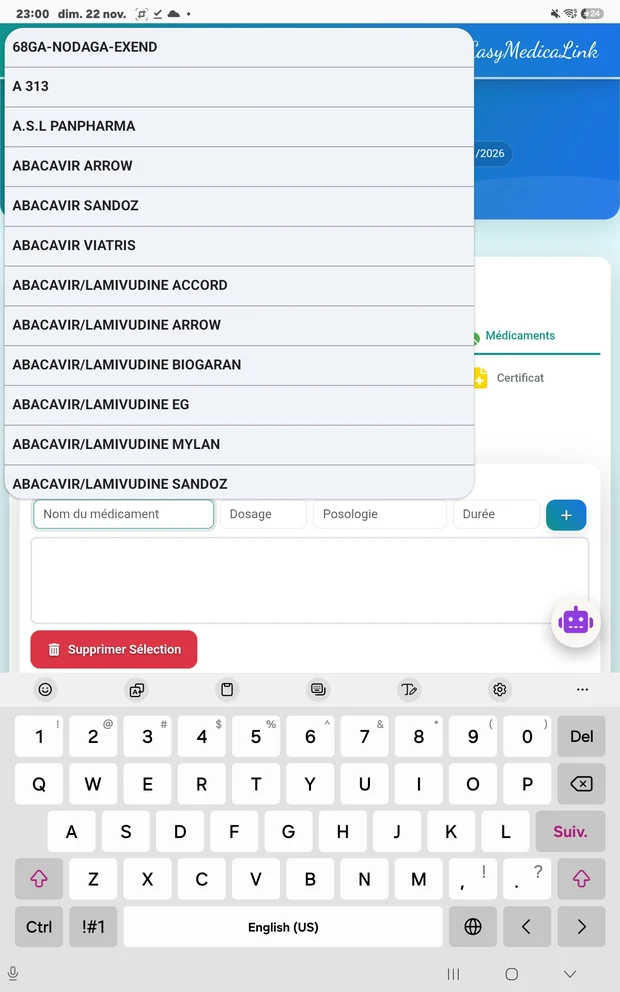 23:00 dim. 22 nov. 24
68GA-NODAGA-EXEND
asyMedicaLink
A 313
A.S.L PANPHARMA
/2026
ABACAVIR ARROW
ABACAVIR SANDOZ
ABACAVIR VIATRIS
ABACAVIR/LAMIVUDINE ACCORD
ABACAVIR/LAMIVUDINE ARROW
Médicaments
ABACAVIR/LAMIVUDINE BIOGARAN
Certificat
ABACAVIR/LAMIVUDINE EG
ABACAVIR/LAMIVUDINE MYLAN
ABACAVIR/LAMIVUDINE SANDOZ
Nom du médicament Dosage Posologie Durée +
Supprimer Sélection
1 ! 2 @ 3 # 4 $ 5 % 6 ^ 7 & 8 * 9 ( 0 ) Del
Q W E R T Y U I O P
A S D F G H J K L Suiv.
Z X C V B N M , ! . ?
Ctrl !#1 English (US) < >